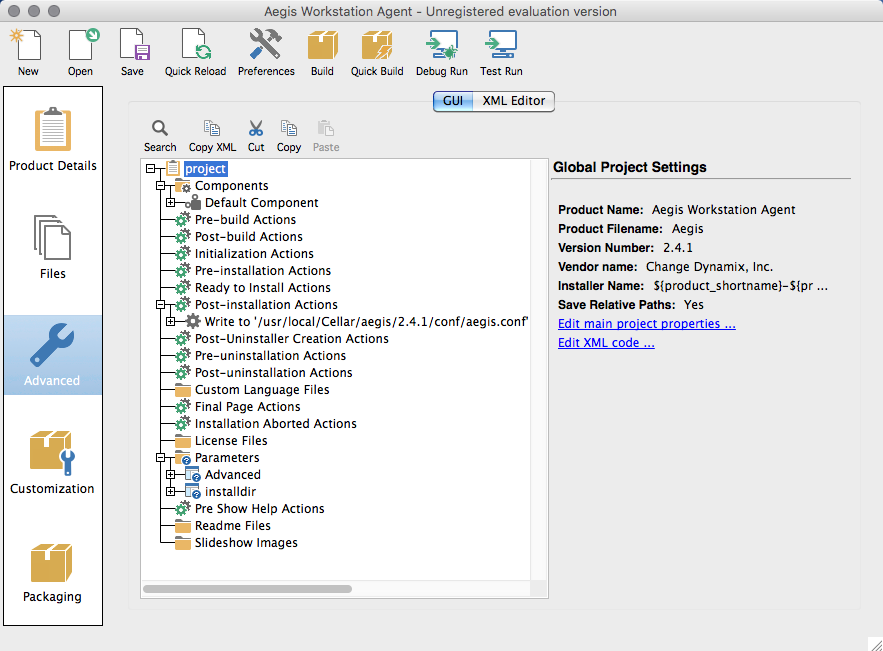 Aegis Workstation Agent - Unregistered evaluation version
New Open Save Quick Reload Preferences Build Quick Build Debug Run Test Run
GUI XML Editor
Product Details
Files
Advanced
Customization
Packaging
Search Copy XML Cut Copy Paste
project
Components
Default Component
Pre-build Actions
Post-build Actions
Initialization Actions
Pre-installation Actions
Ready to Install Actions
Post-installation Actions
Write to '/usr/local/Cellar/aegis/2.4.1/conf/aegis.conf'
Post-Uninstaller Creation Actions
Pre-uninstallation Actions
Post-uninstallation Actions
Custom Language Files
Final Page Actions
Installation Aborted Actions
License Files
Parameters
Advanced
installdir
Pre Show Help Actions
Readme Files
Slideshow Images
Global Project Settings
Product Name: Aegis Workstation Agent
Product Filename: Aegis
Version Number: 2.4.1
Vendor name: Change Dynamix, Inc.
Installer Name: ${product_shortname}-${pr ...
Save Relative Paths: Yes
Edit main project properties ...
Edit XML code ...